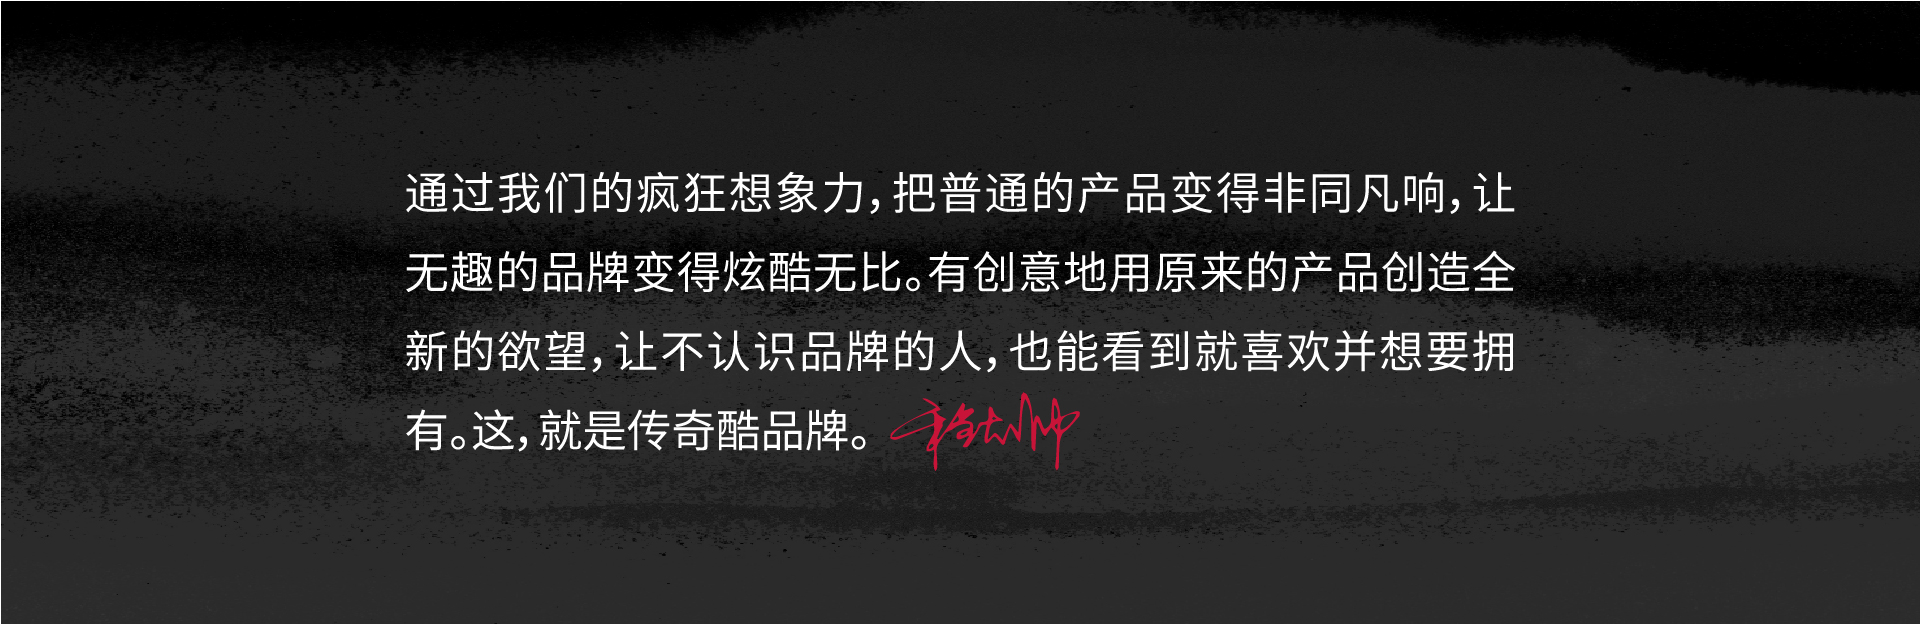 通过我们的疯狂想象力，把普通的产品变得非同凡响，让
无趣的品牌变得炫酷无比。有创意地用原来的产品创造全
新的欲望，让不认识品牌的人，也能看到就喜欢并想要拥
有。这，就是传奇酷品牌。